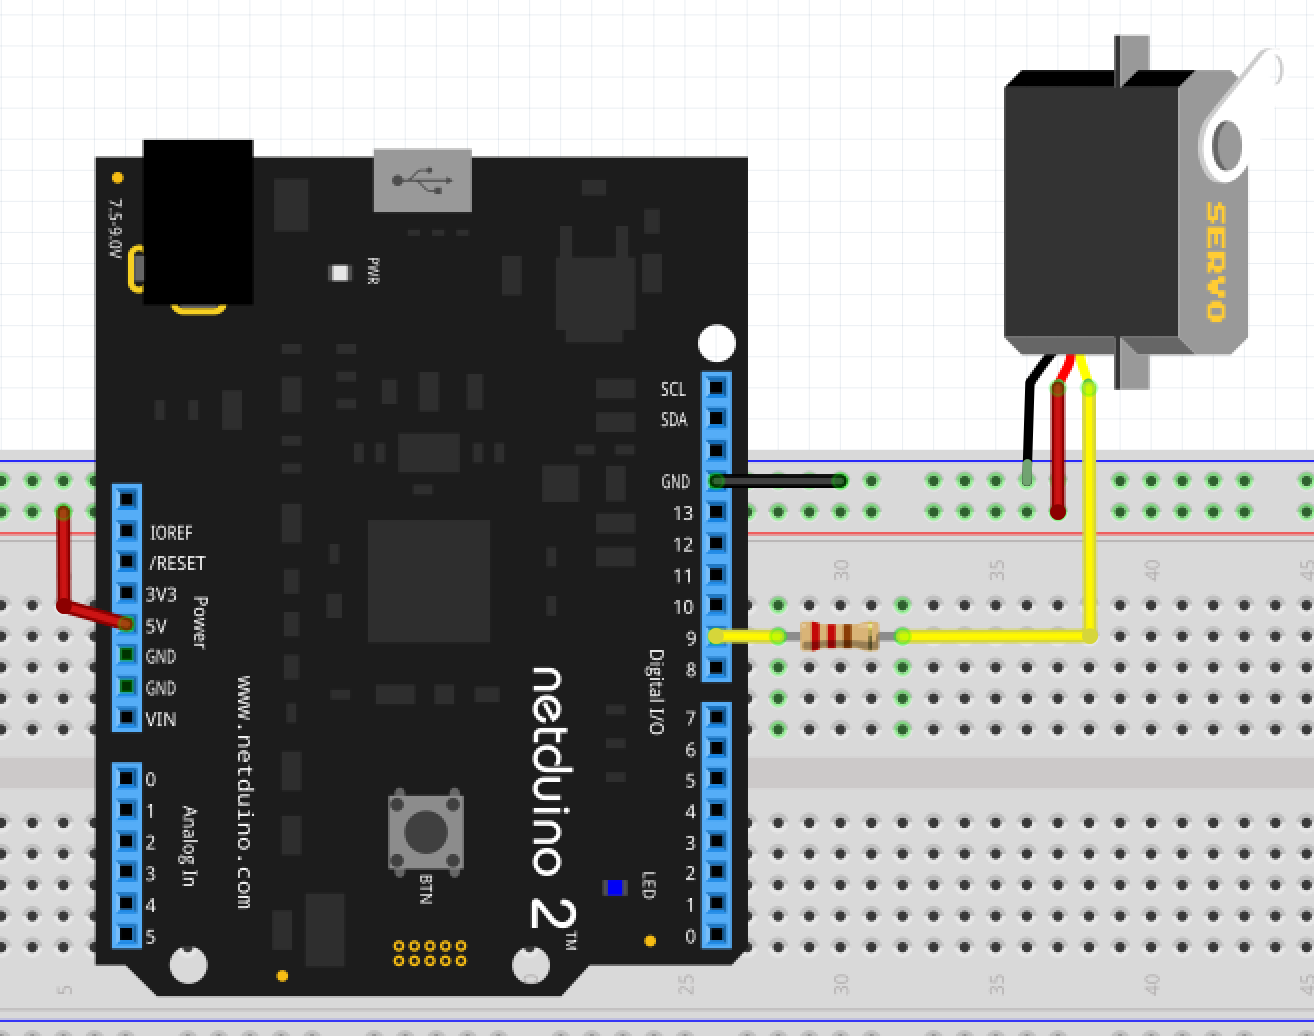 7.5-9.0V
PWR
SERVO
SCL
SDA
GND
13
12
11
10
9
8
Digital I/O
7
6
5
4
3
2
1
0
IOREF
/RESET
3V3
5V
GND
GND
VIN
Power
0
1
2
3
4
5
Analog In
www.netduino.com
netduino 2™
BTN
LED
30
35
40
45
5
25
30
35
40
45